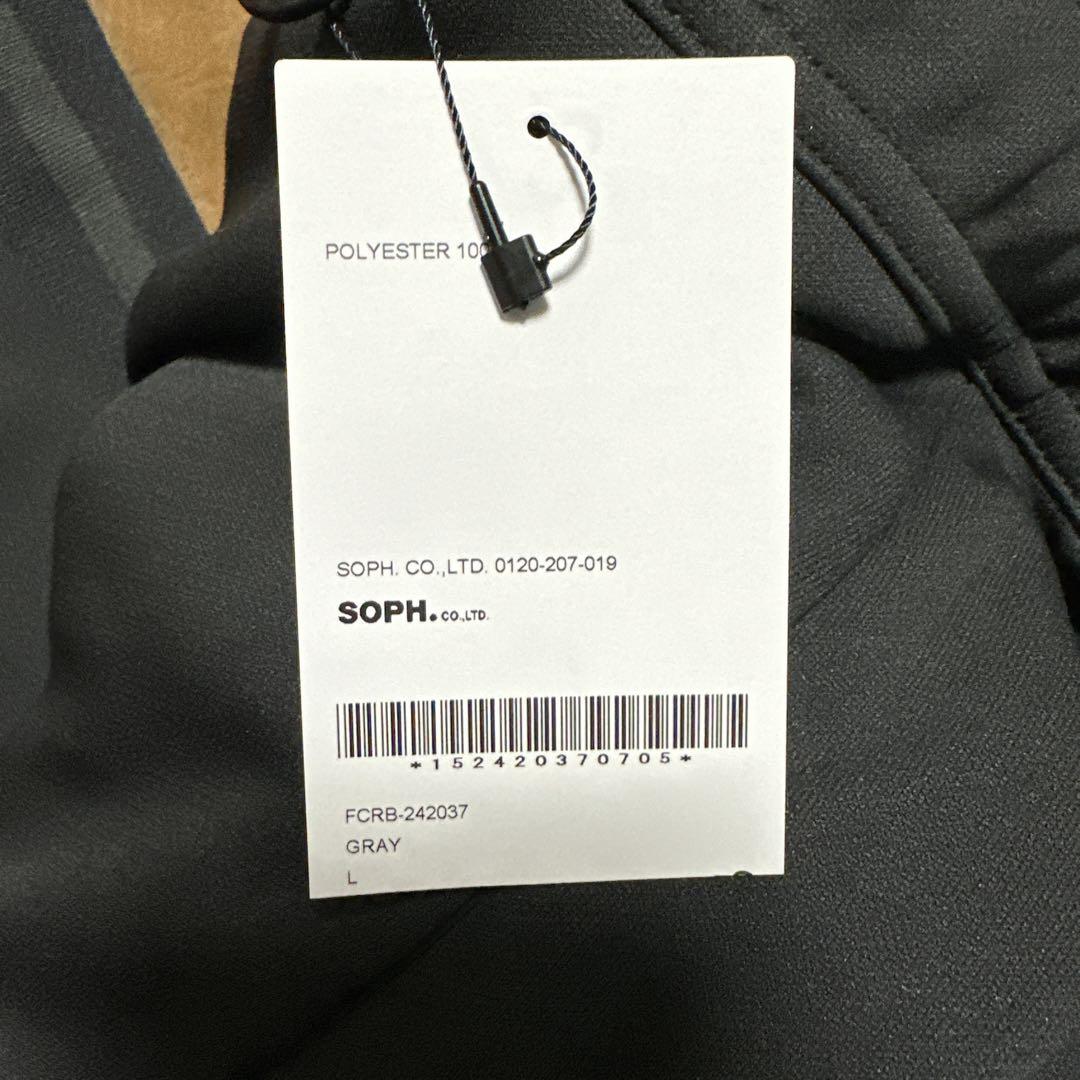 POLYESTER 100
SOPH. CO.,LTD. 0120-207-019
SOPH. CO.,LTD.
*152420370705*
FCRB-242037
GRAY
L